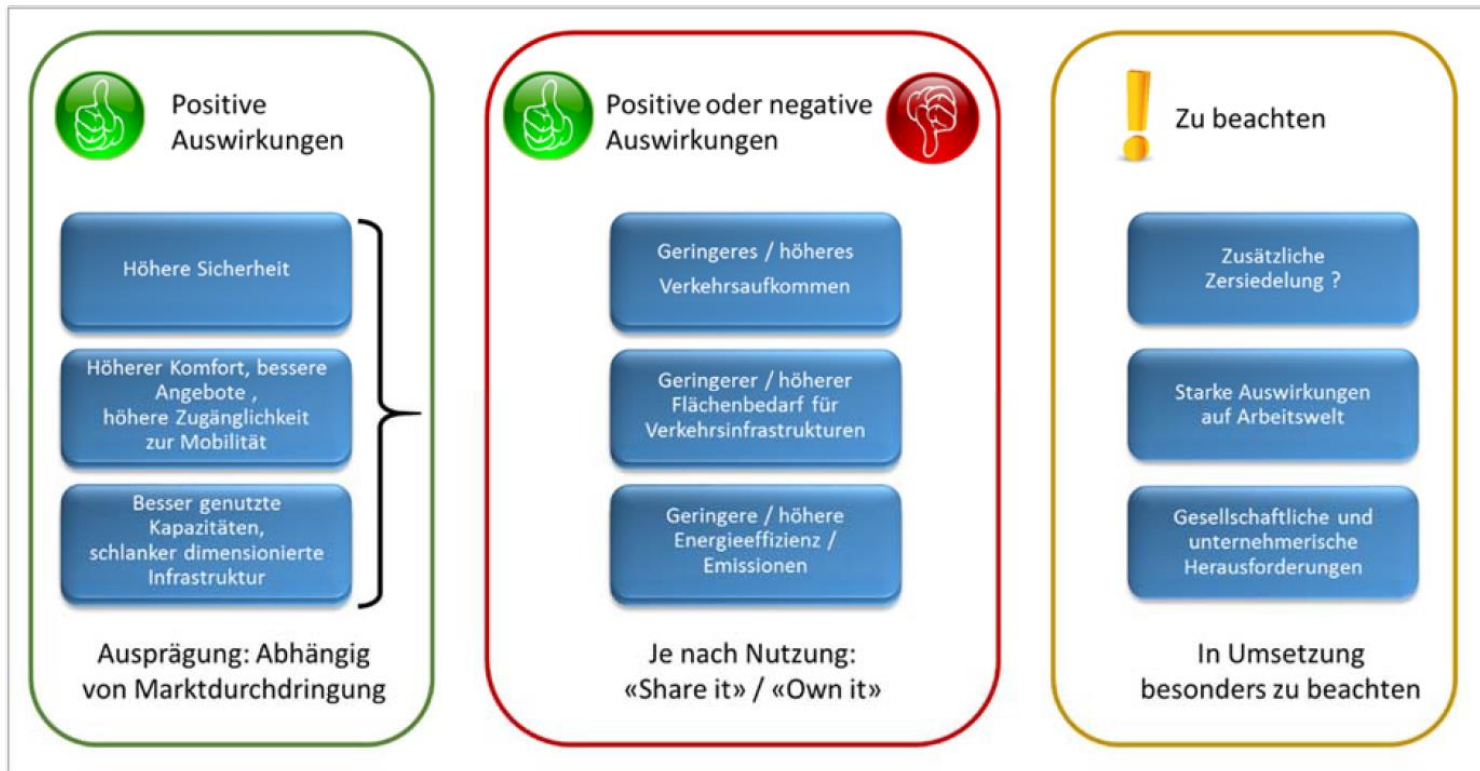 Positive
Auswirkungen
Höhere Sicherheit
Höherer Komfort, bessere
Angebote ,
höhere Zugänglichkeit
zur Mobilität
Besser genutzte
Kapazitäten,
schlanker dimensionierte
Infrastruktur
Ausprägung: Abhängig
von Marktdurchdringung
Positive oder negative
Auswirkungen
Geringeres / höheres
Verkehrsaufkommen
Geringerer / höherer
Flächenbedarf für
Verkehrsinfrastrukturen
Geringere / höhere
Energieeffizienz /
Emissionen
Je nach Nutzung:
«Share it» / «Own it»
Zu beachten
Zusätzliche
Zersiedelung ?
Starke Auswirkungen
auf Arbeitswelt
Gesellschaftliche und
unternehmerische
Herausforderungen
In Umsetzung
besonders zu beachten